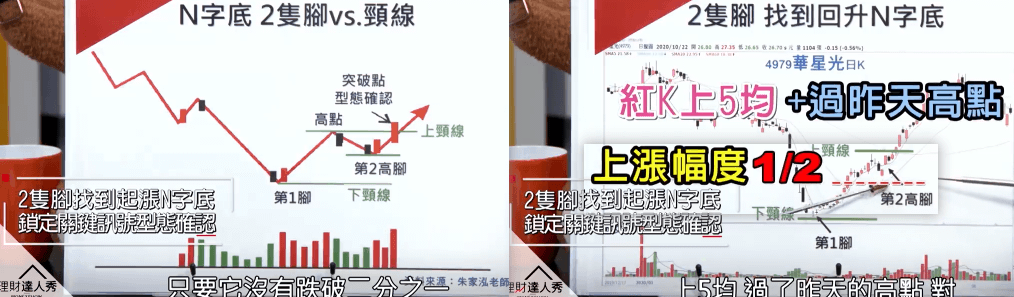 N字底 2隻腳vs.頸線
突破點
型態確認
高點
上頸線
第2高腳
第1腳
下頸線
2隻腳找到起漲N字底
鎖定關鍵訊號型態確認
來源：朱家泓老師
理財達人秀
只要它沒有跌破二分之一
2隻腳 找到回升N字底
4979華星光日K
紅K上5均+過昨天高點
上頸線
上漲幅度1/2
第2高腳
下頸線
第1腳
2隻腳找到起漲N字底
鎖定關鍵訊號型態確認
理財達人秀
上5均 過了昨天的高點 對